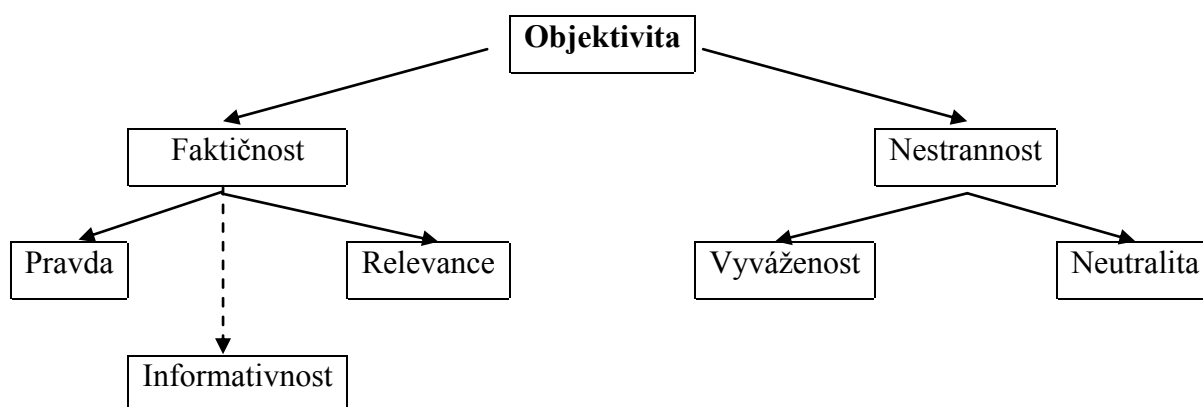 Objektivita
Faktičnost
Nestrannost
Pravda
Relevance
Vyváženost
Neutralita
Informativnost